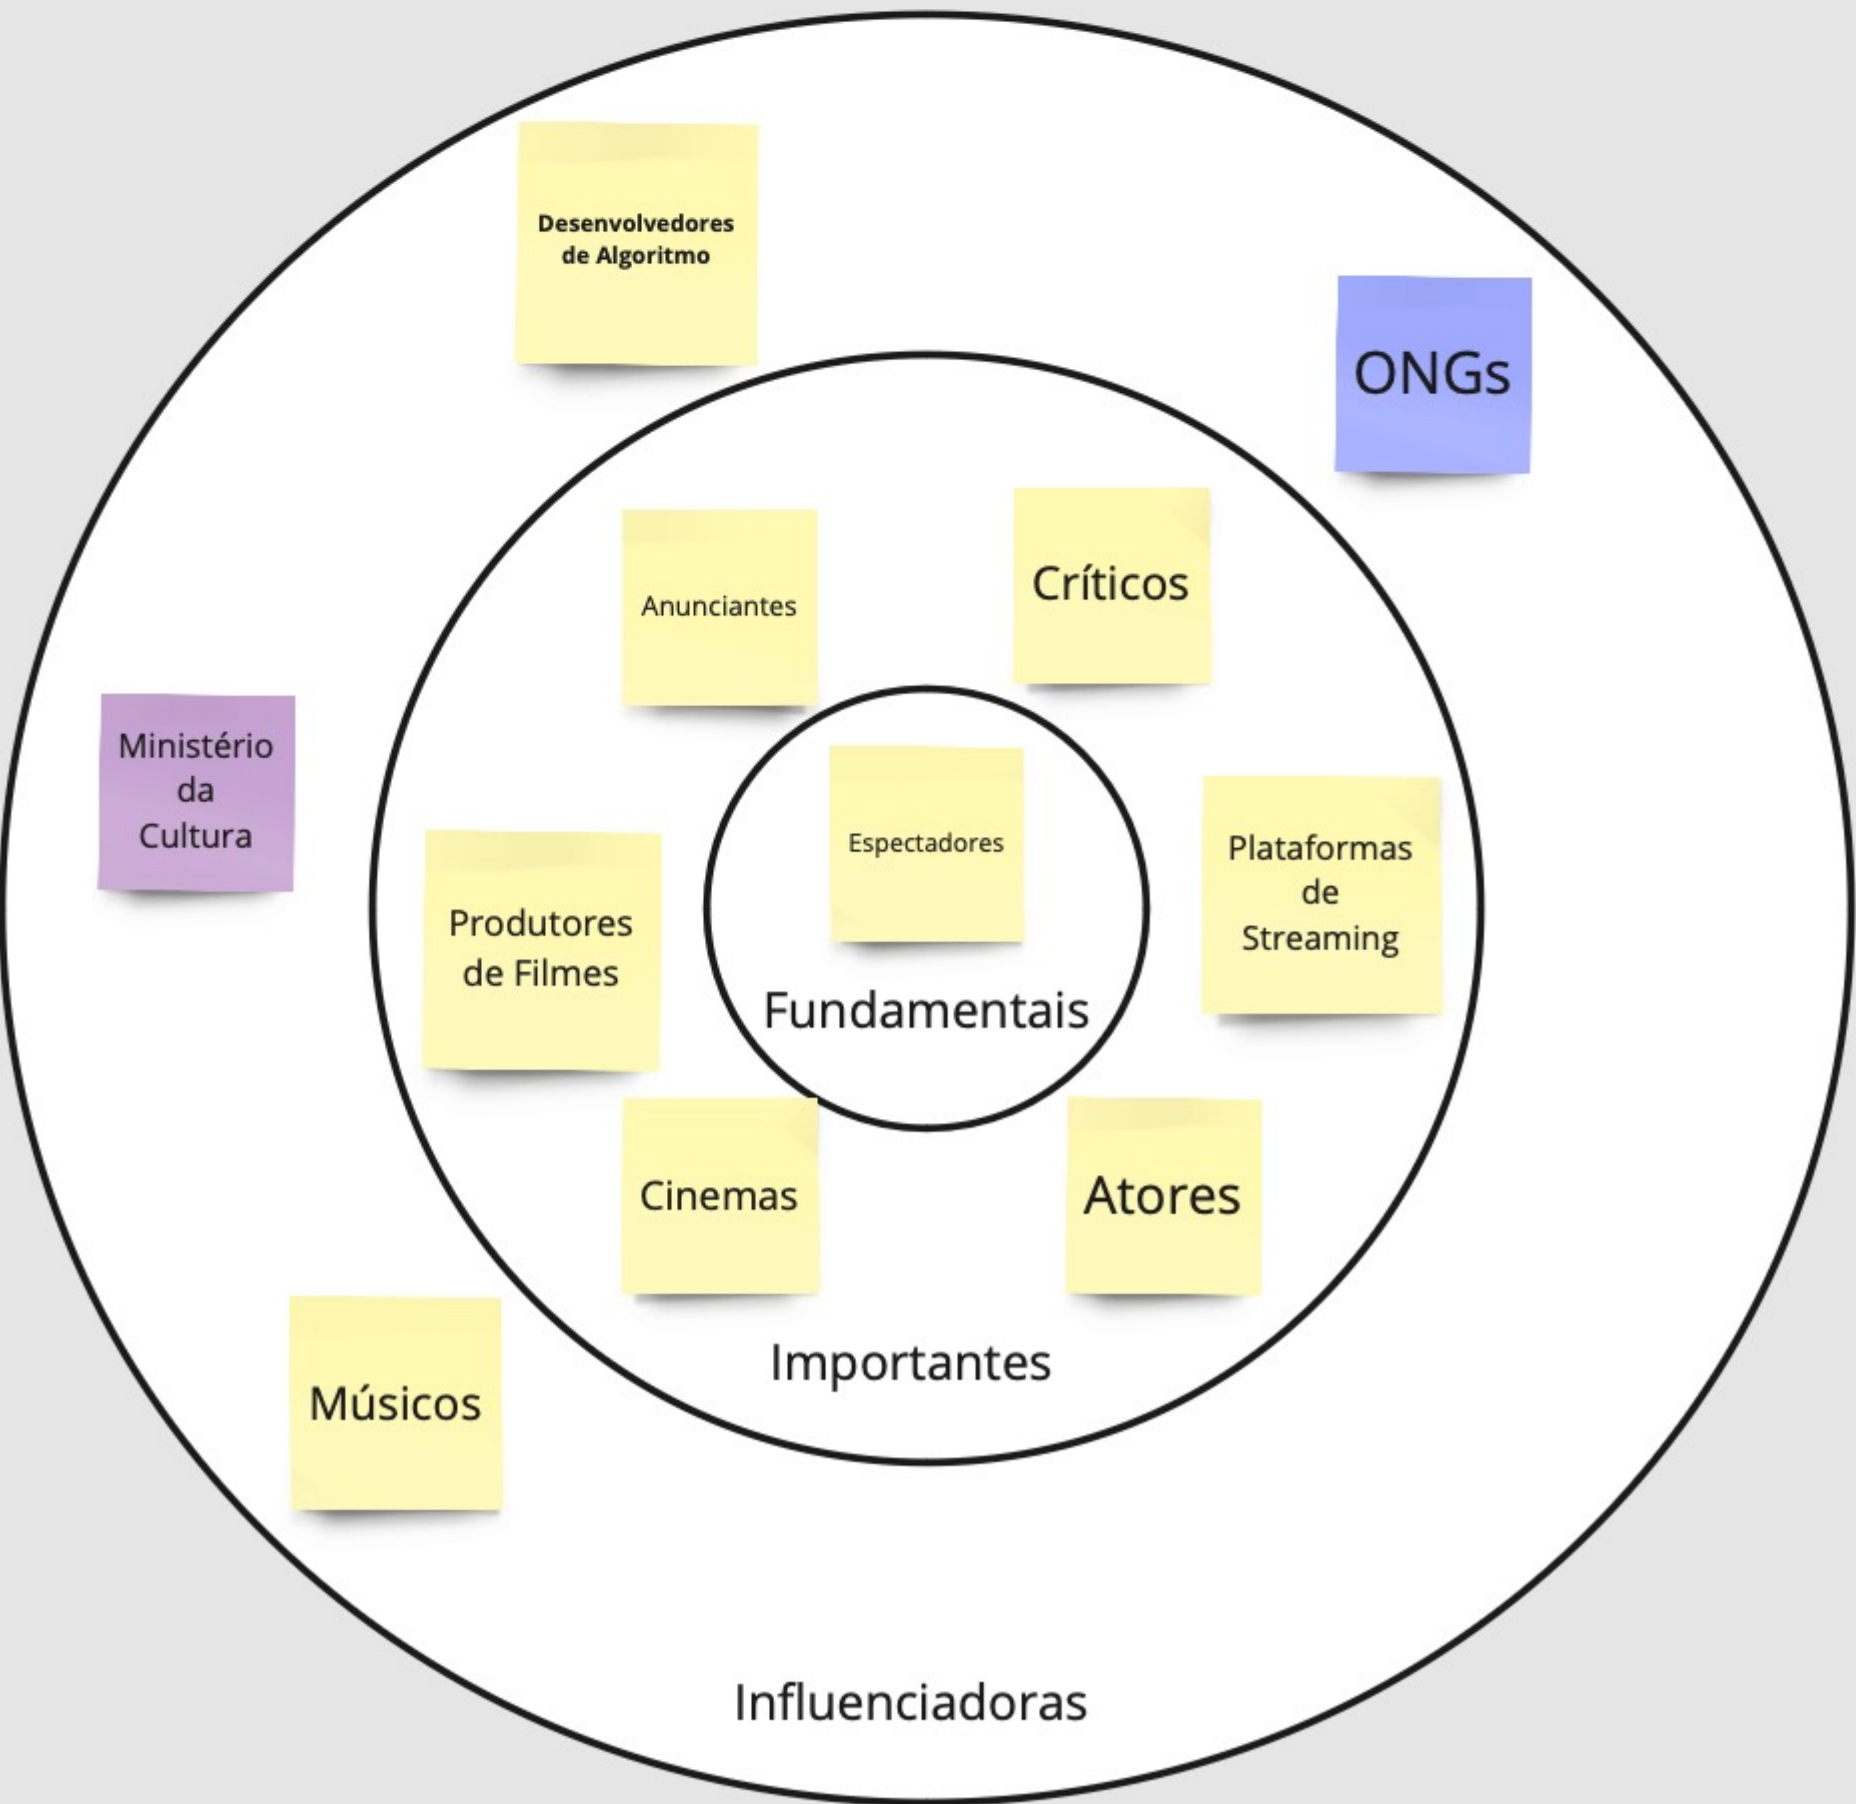 Desenvolvedores
de Algoritmo
ONGs
Anunciantes
Críticos
Ministério
da
Cultura
Espectadores
Plataformas
de
Streaming
Produtores
de Filmes
Fundamentais
Cinemas
Atores
Importantes
Músicos
Influenciadoras